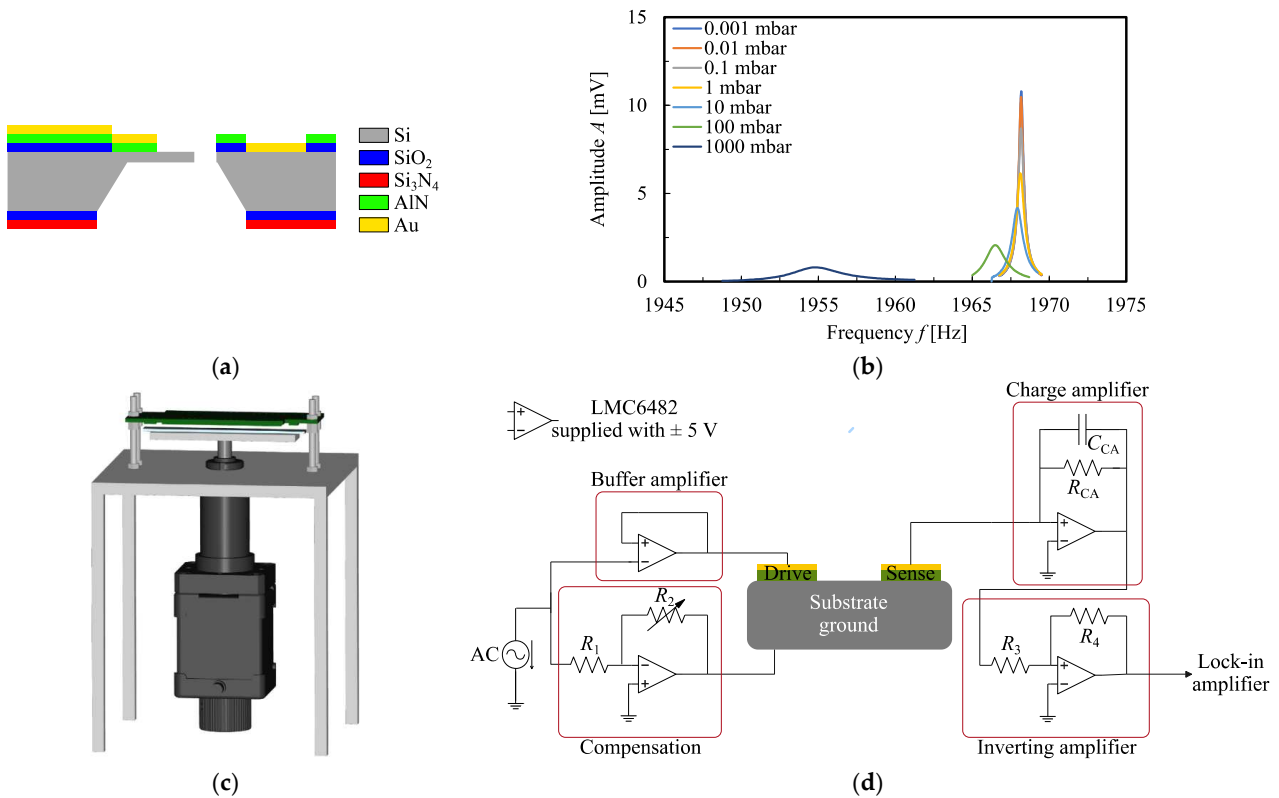 Si
SiO₂
Si₃N₄
AlN
Au
(a)
15
10
5
0
Amplitude A [mV]
0.001 mbar
0.01 mbar
0.1 mbar
1 mbar
10 mbar
100 mbar
1000 mbar
1945 1950 1955 1960 1965 1970 1975
Frequency f [Hz]
(b)
(c)
LMC6482
supplied with ± 5 V
Buffer amplifier
+
−
AC
R₁
R₂
−
+
Compensation
Drive
Sense
Substrate
ground
Charge amplifier
C_CA
R_CA
+
−
R₃
R₄
+
−
Inverting amplifier
Lock-in
amplifier
(d)